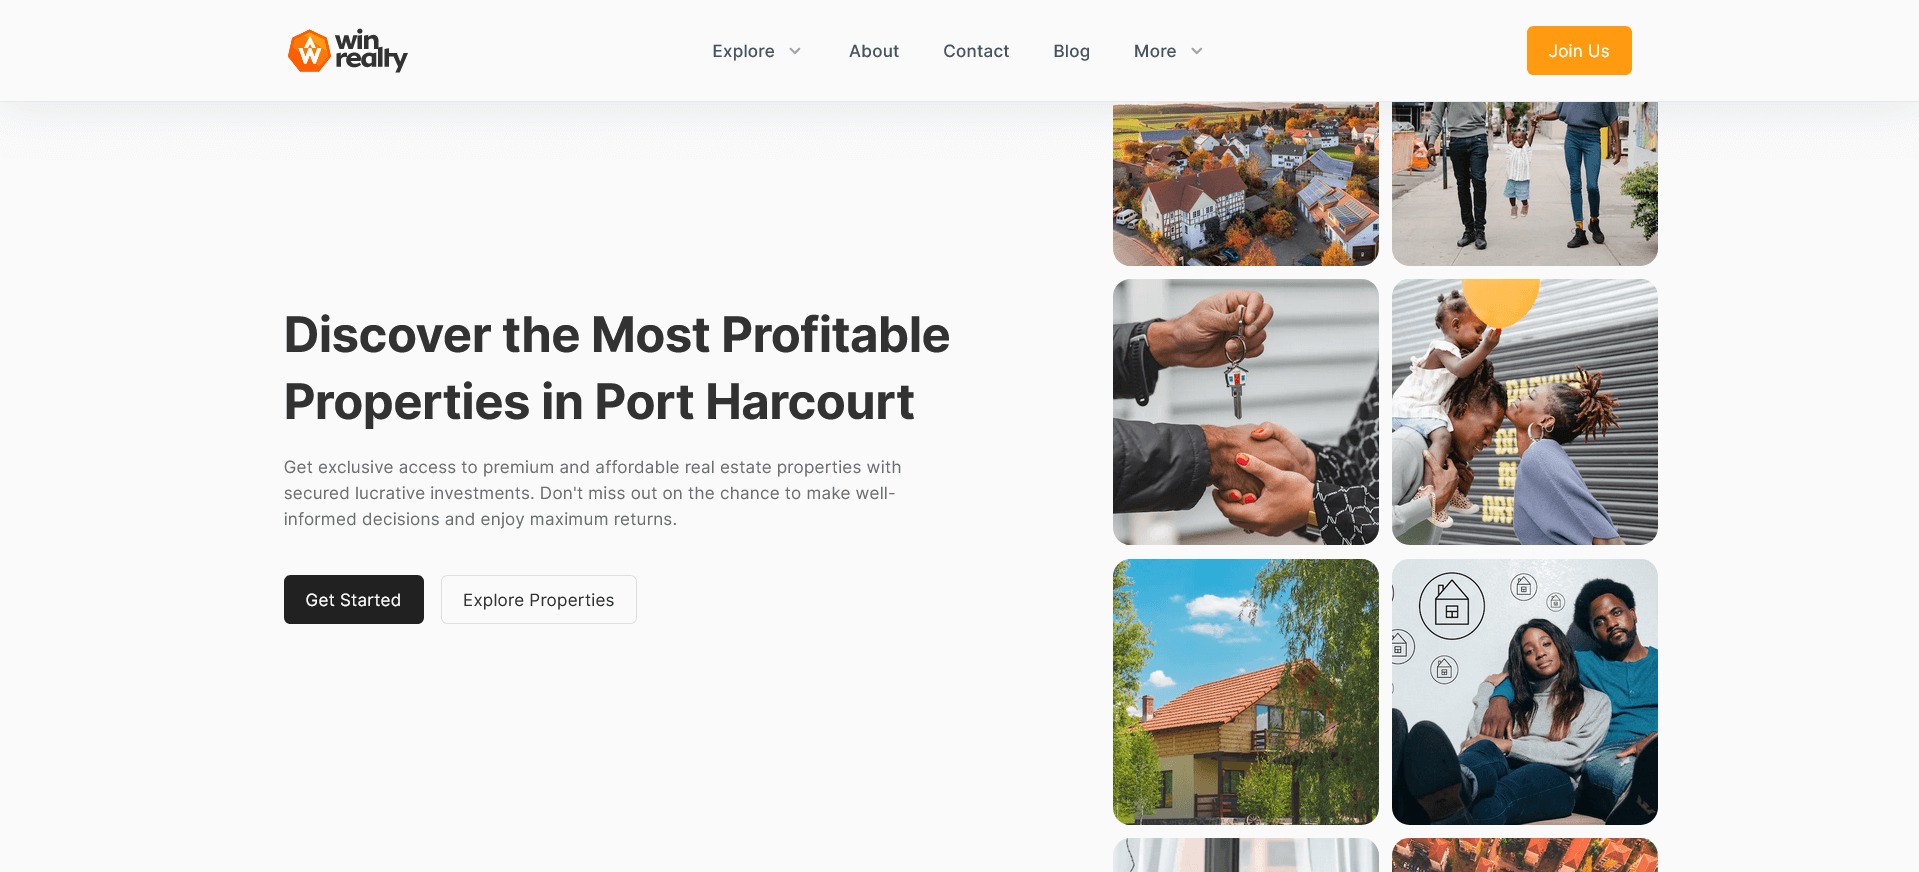 win
realty
Explore
About
Contact
Blog
More
Join Us
Discover the Most Profitable
Properties in Port Harcourt
Get exclusive access to premium and affordable real estate properties with
secured lucrative investments. Don't miss out on the chance to make well-
informed decisions and enjoy maximum returns.
Get Started
Explore Properties